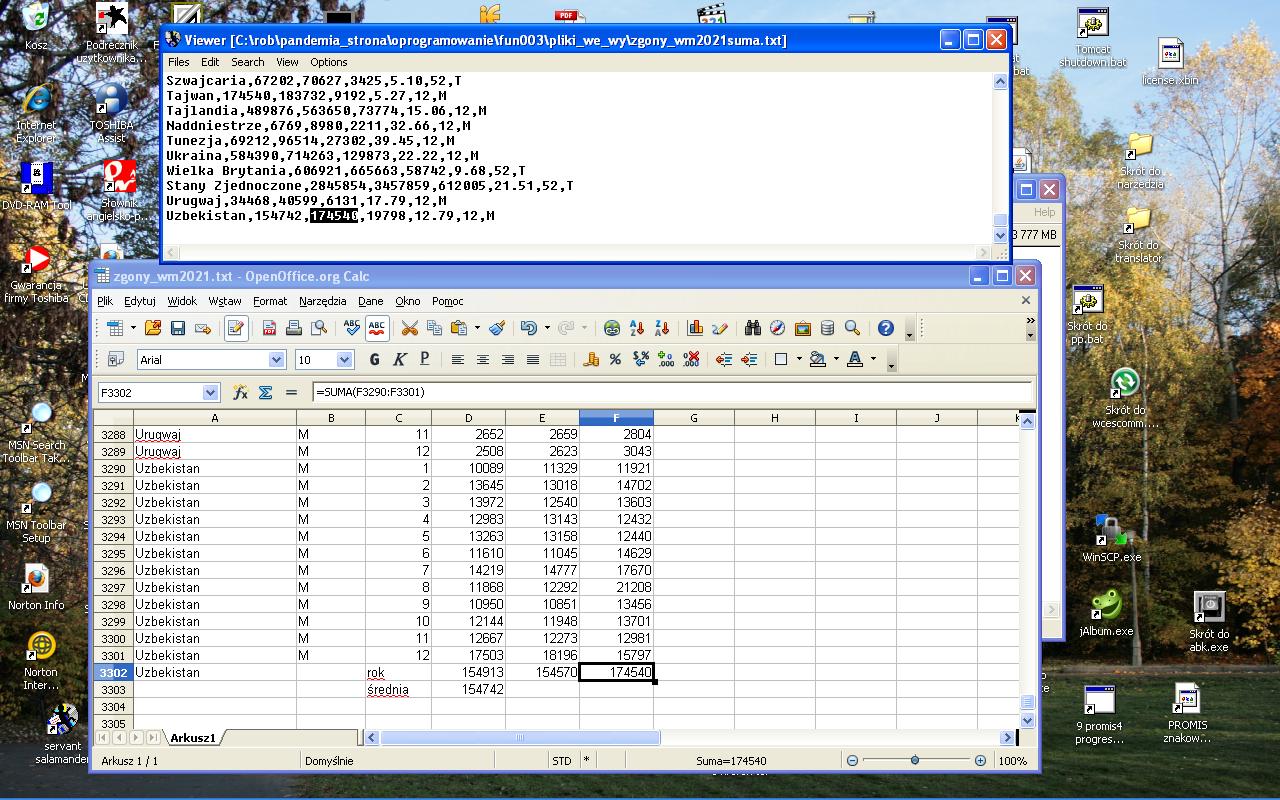 Kosz
Podręcznik
użytkownika...
Tomcat
shutdown.bat
license.xbin
Viewer [C:\rob\pandemia_strona\oprogramowanie\fun003\pliki_we_wy\zgony_wm2021suma.txt]
Files Edit Search View Options
Szwajcaria,67202,70627,3425,5.10,52,T
Tajwan,174540,183732,9192,5.27,12,M
Tajlandia,489876,563650,73774,15.06,12,M
Naddniestrze,6769,8980,2211,32.66,12,M
Tunezja,69212,96514,27302,39.45,12,M
Ukraina,584390,714263,129873,22.22,12,M
Wielka Brytania,606921,665663,58742,9.68,52,T
Stany Zjednoczone,2845854,3457859,612005,21.51,52,T
Urugwaj,34468,40599,6131,17.79,12,M
Uzbekistan,154742,174540,19798,12.79,12,M
Internet
Explorer
TOSHIBA
Assist
DVD-RAM Tool
Słownik
angielsko-p...
Gwarancja
firmy Toshiba
MSN Search
Toolbar Tak...
MSN Toolbar
Setup
Norton Info
Norton
Inter...
servant
salamander
Help
3 777 MB
Skrót do
narzedzia
Skrót do
translator
Skrót do
pp.bat
Skrót do
wcescomm....
WinSCP.exe
jAlbum.exe
Skrót do
abk.exe
9 promis4
progres...
PROMIS
znakow...
zgony_wm2021.txt - OpenOffice.org Calc
Plik Edytuj Widok Wstaw Format Narzędzia Dane Okno Pomoc
Arial 10 G K P
F3302 =SUMA(F3290:F3301)
A B C D E F G H I J K
3288 Urugwaj M 11 2652 2659 2804
3289 Urugwaj M 12 2508 2623 3043
3290 Uzbekistan M 1 10089 11329 11921
3291 Uzbekistan M 2 13645 13018 14702
3292 Uzbekistan M 3 13972 12540 13603
3293 Uzbekistan M 4 12983 13143 12432
3294 Uzbekistan M 5 13263 13158 12440
3295 Uzbekistan M 6 11610 11045 14629
3296 Uzbekistan M 7 14219 14777 17670
3297 Uzbekistan M 8 11868 12292 21208
3298 Uzbekistan M 9 10950 10851 13456
3299 Uzbekistan M 10 12144 11948 13701
3300 Uzbekistan M 11 12667 12273 12981
3301 Uzbekistan M 12 17503 18196 15797
3302 Uzbekistan rok 154913 154570 174540
3303 średnia 154742
3304
3305
Arkusz1
Arkusz 1 / 1 Domyślnie STD * Suma=174540 100%